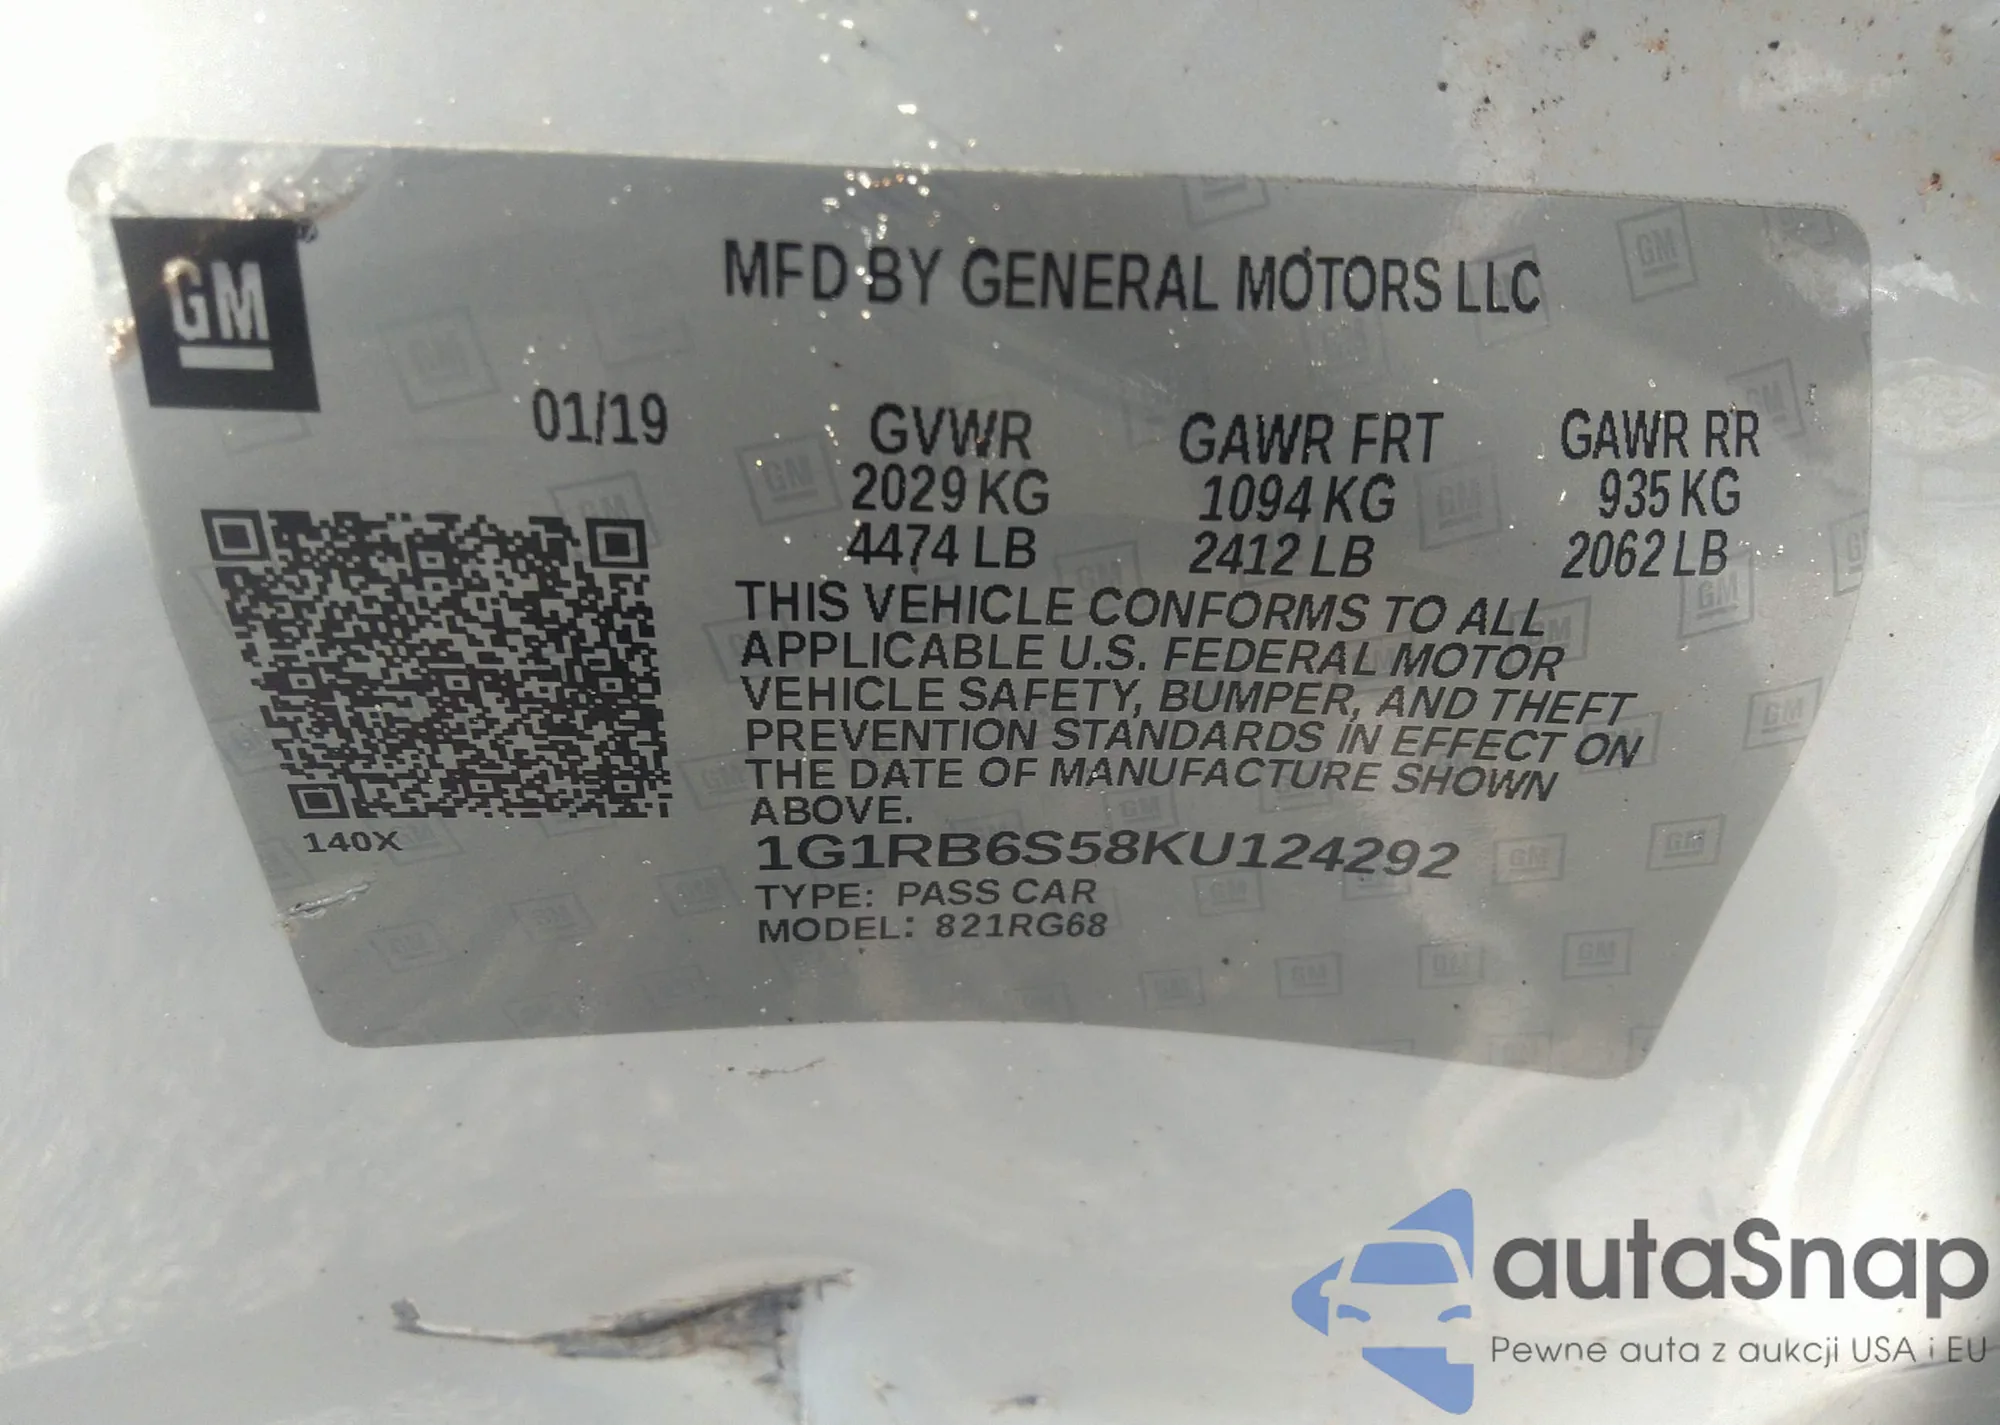 GM
MFD BY GENERAL MOTORS LLC
01/19
GVWR GAWR FRT GAWR RR
2029 KG 1094 KG 935 KG
4474 LB 2412 LB 2062 LB
THIS VEHICLE CONFORMS TO ALL
APPLICABLE U.S. FEDERAL MOTOR
VEHICLE SAFETY, BUMPER, AND THEFT
PREVENTION STANDARDS IN EFFECT ON
THE DATE OF MANUFACTURE SHOWN
ABOVE.
140X
1G1RB6S58KU124292
TYPE: PASS CAR
MODEL: 821RG68
autaSnap
Pewne auta z aukcji USA i EU